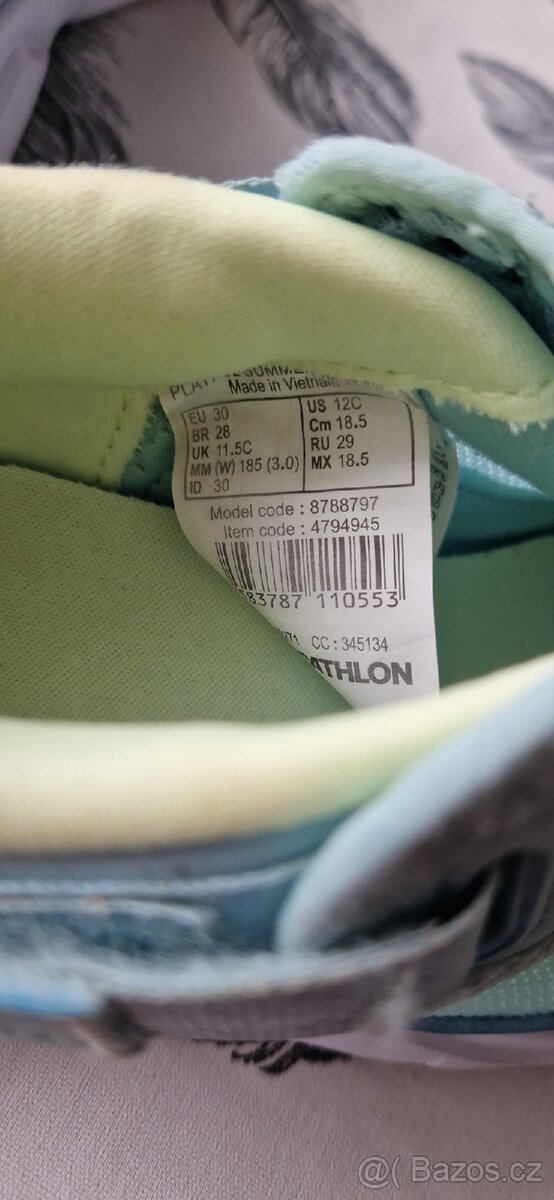 SUMMER
Made in Vietnam
EU 30 US 12C
BR 28 Cm 18.5
UK 11.5C RU 29
MM (W) 185 (3.0) MX 18.5
ID 30
Model code : 8788797
Item code : 4794945
83787 110553
CC : 345134
ATHLON
@( Bazos.cz